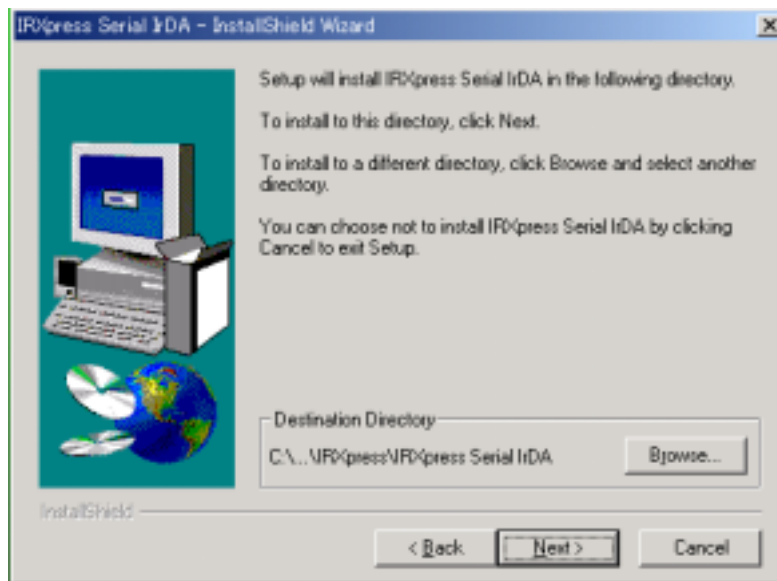 IRXpress Serial IrDA - InstallShield Wizard
Setup will install IRXpress Serial IrDA in the following directory.
To install to this directory, click Next.
To install to a different directory, click Browse and select another
directory.
You can choose not to install IRXpress Serial IrDA by clicking
Cancel to exit Setup.
Destination Directory
C:\...\IRXpress\IRXpress Serial IrDA
Browse...
InstallShield
< Back
Next >
Cancel